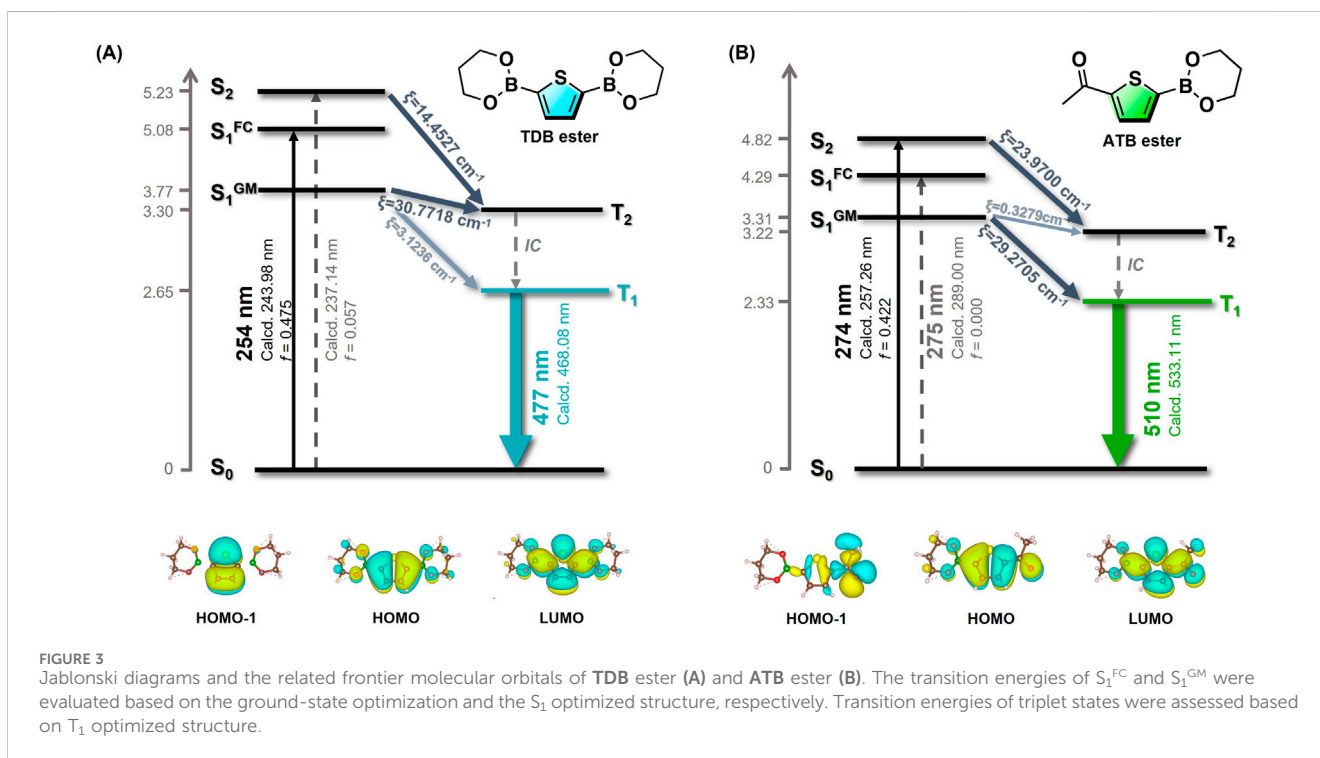 (A)
5.23
5.08
3.77
3.30
2.65
0
S2
S1FC
S1GM
S0
254 nm
Calcd. 243.98 nm
f = 0.475
Calcd. 237.14 nm
f = 0.057
ξ=14.4527 cm-1
ξ=30.7718 cm-1
ξ=3.1236 cm-1
S
O
B
O
O
B
O
TDB ester
T2
IC
T1
477 nm
Calcd. 468.08 nm
HOMO-1
HOMO
LUMO
(B)
4.82
4.29
3.31
3.22
2.33
0
S2
S1FC
S1GM
S0
274 nm
Calcd. 257.26 nm
f = 0.422
275 nm
Calcd. 289.00 nm
f = 0.000
ξ=23.9700 cm-1
ξ=0.3279cm-1
ξ=29.2705 cm-1
O
S
B
O
O
ATB ester
T2
IC
T1
510 nm
Calcd. 533.11 nm
HOMO-1
HOMO
LUMO
FIGURE 3
Jablonski diagrams and the related frontier molecular orbitals of TDB ester (A) and ATB ester (B). The transition energies of S1FC and S1GM were
evaluated based on the ground-state optimization and the S1 optimized structure, respectively. Transition energies of triplet states were assessed based
on T1 optimized structure.